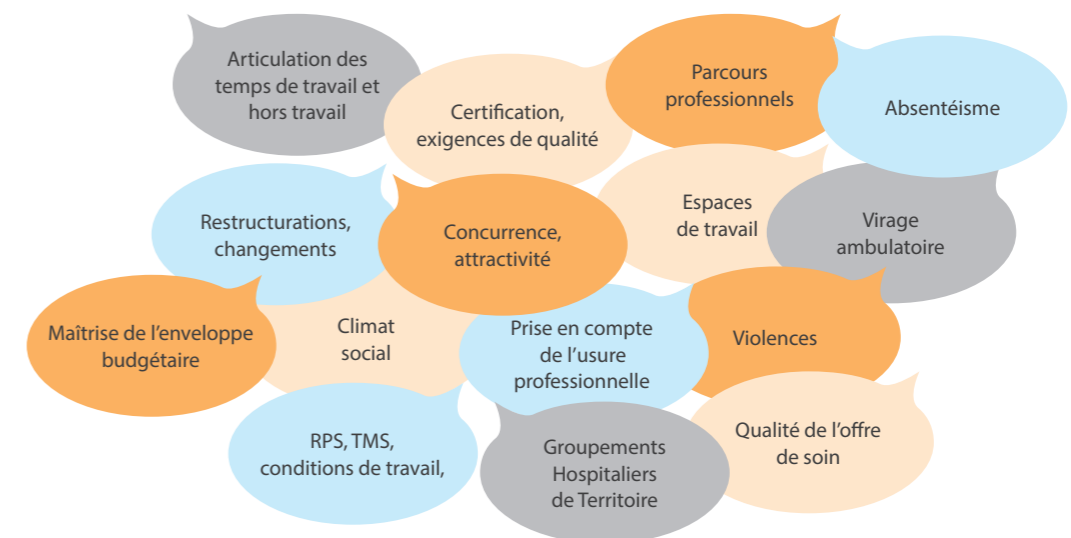 Articulation des
temps de travail et
hors travail
Certification,
exigences de qualité
Parcours
professionnels
Absentéisme
Restructurations,
changements
Concurrence,
attractivité
Espaces
de travail
Virage
ambulatoire
Maîtrise de l’enveloppe
budgétaire
Climat
social
Prise en compte
de l’usure
professionnelle
Violences
RPS, TMS,
conditions de travail,
Groupements
Hospitaliers
de Territoire
Qualité de l’offre
de soin